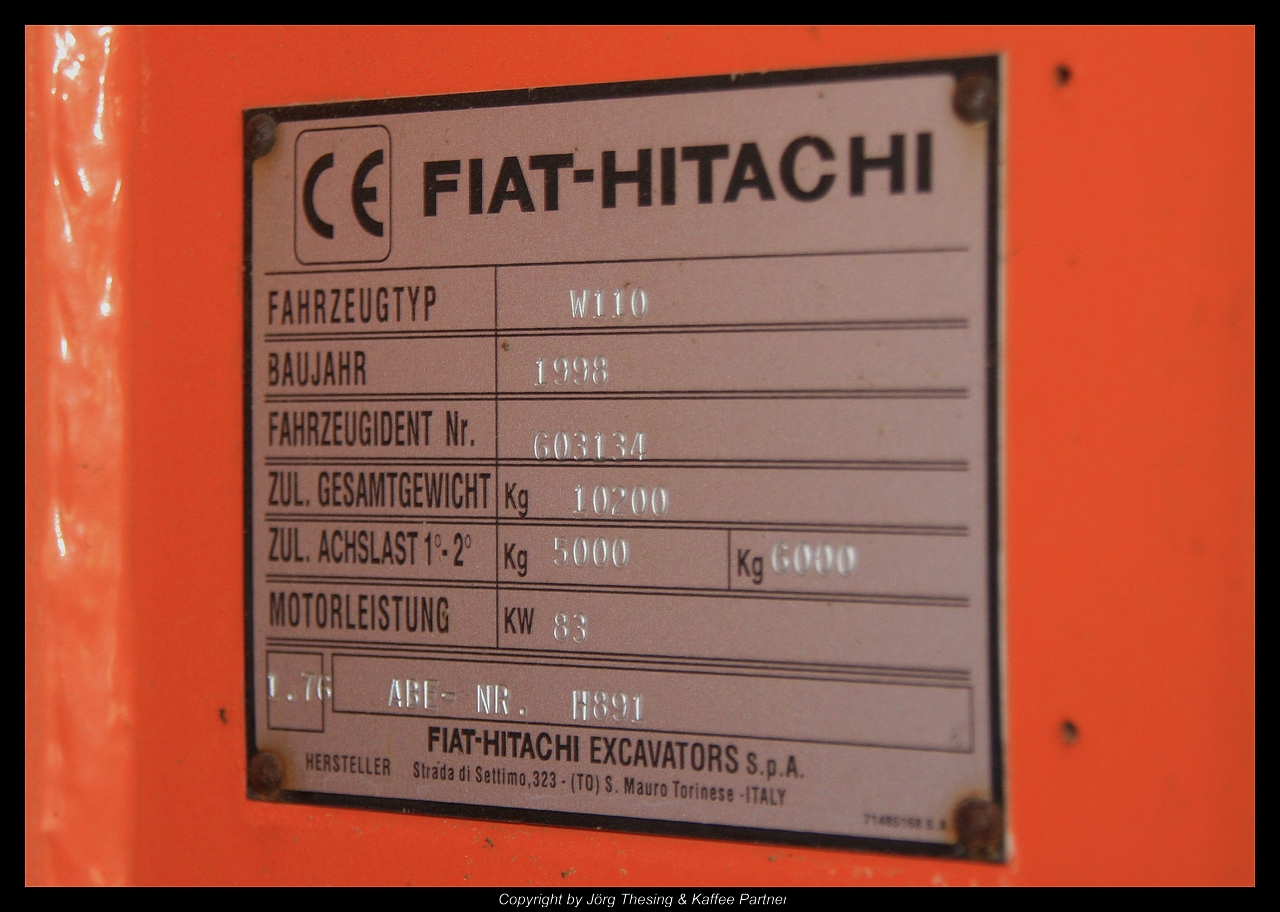 CE FIAT-HITACHI
FAHRZEUGTYP W110
BAUJAHR 1998
FAHRZEUGIDENT Nr. 603134
ZUL. GESAMTGEWICHT Kg 10200
ZUL. ACHSLAST 1°- 2° Kg 5000 Kg 6000
MOTORLEISTUNG KW 83
1.76 ABE- NR. H891
FIAT-HITACHI EXCAVATORS S.p.A.
HERSTELLER Strada di Settimo,323 - (TO) S. Mauro Torinese -ITALY
Copyright by Jörg Thesing & Kaffee Partner